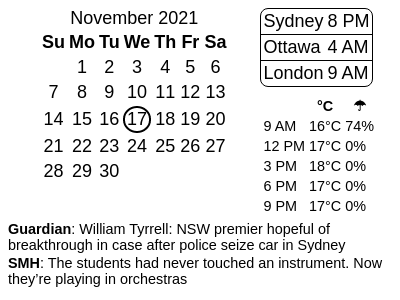 November 2021
Su Mo Tu We Th Fr Sa
1 2 3 4 5 6
7 8 9 10 11 12 13
14 15 16 17 18 19 20
21 22 23 24 25 26 27
28 29 30
Sydney 8 PM
Ottawa 4 AM
London 9 AM
°C ☂
9 AM 16°C 74%
12 PM 17°C 0%
3 PM 18°C 0%
6 PM 17°C 0%
9 PM 17°C 0%
Guardian: William Tyrrell: NSW premier hopeful of
breakthrough in case after police seize car in Sydney
SMH: The students had never touched an instrument. Now
they’re playing in orchestras